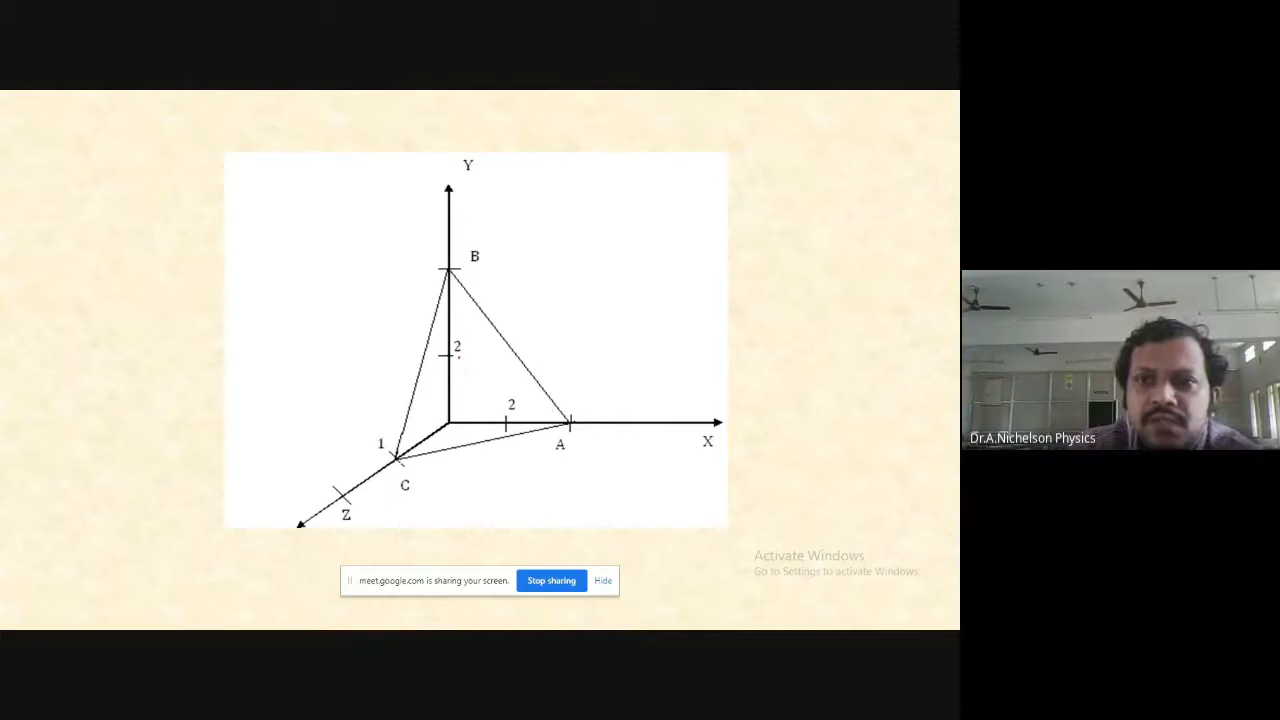 Y
B
2
2
1
A
X
C
Z
Dr.A.Nichelson Physics
Activate Windows
Go to Settings to activate Windows.
meet.google.com is sharing your screen. Stop sharing Hide